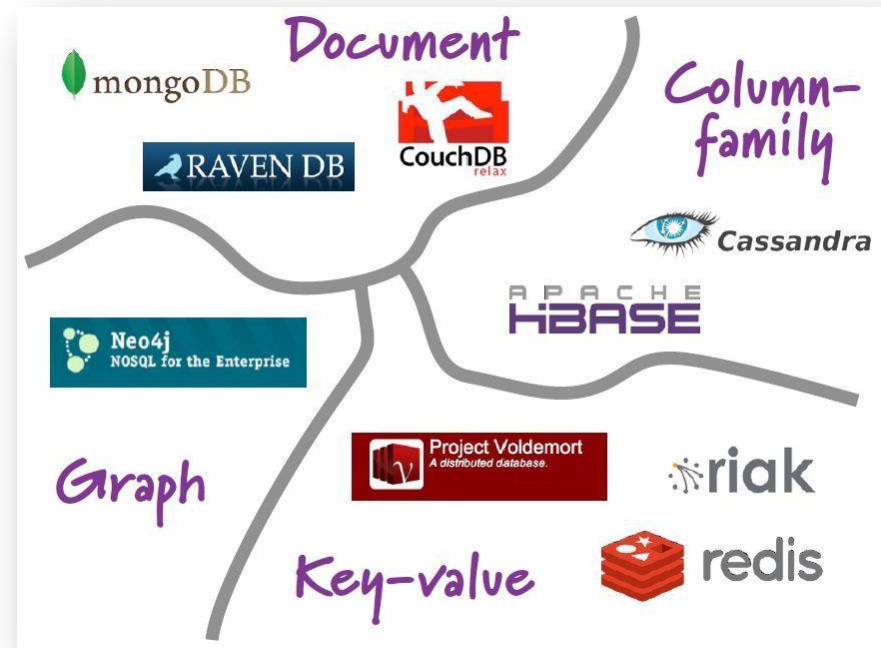 Document
mongoDB
RAVEN DB
CouchDB
relax
Column-
family
Cassandra
APACHE
HBASE
Neo4j
NOSQL for the Enterprise
Graph
Project Voldemort
A distributed database.
V
riak
redis
Key-value